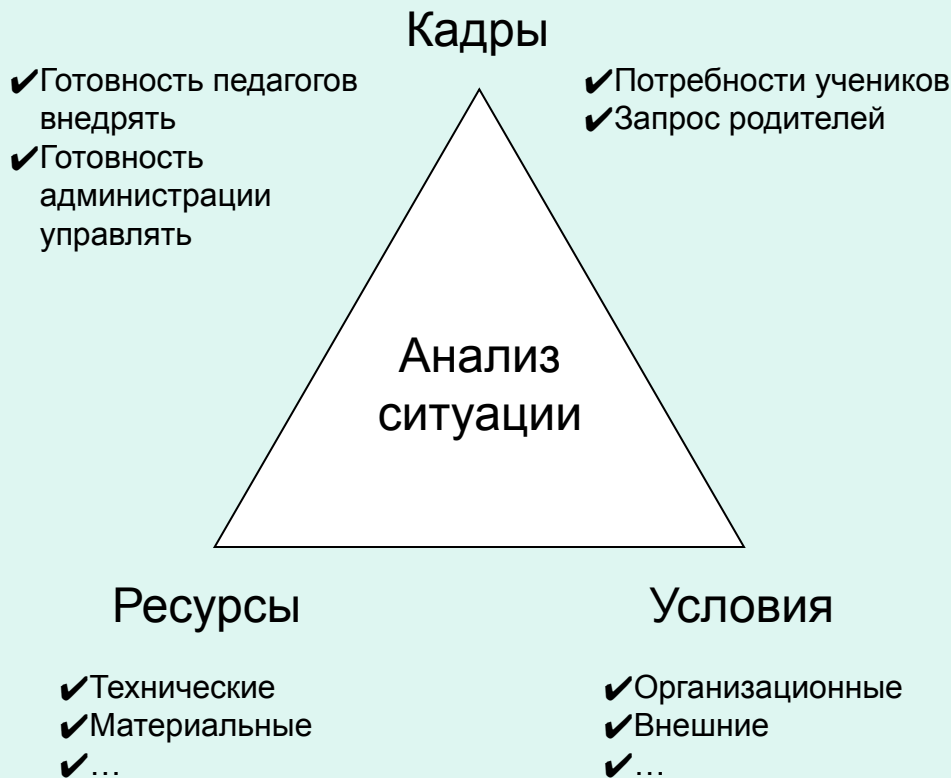 Кадры
✔Готовность педагогов
внедрять
✔Готовность
администрации
управлять
✔Потребности учеников
✔Запрос родителей
Анализ
ситуации
Ресурсы
✔Технические
✔Материальные
✔…
Условия
✔Организационные
✔Внешние
✔…